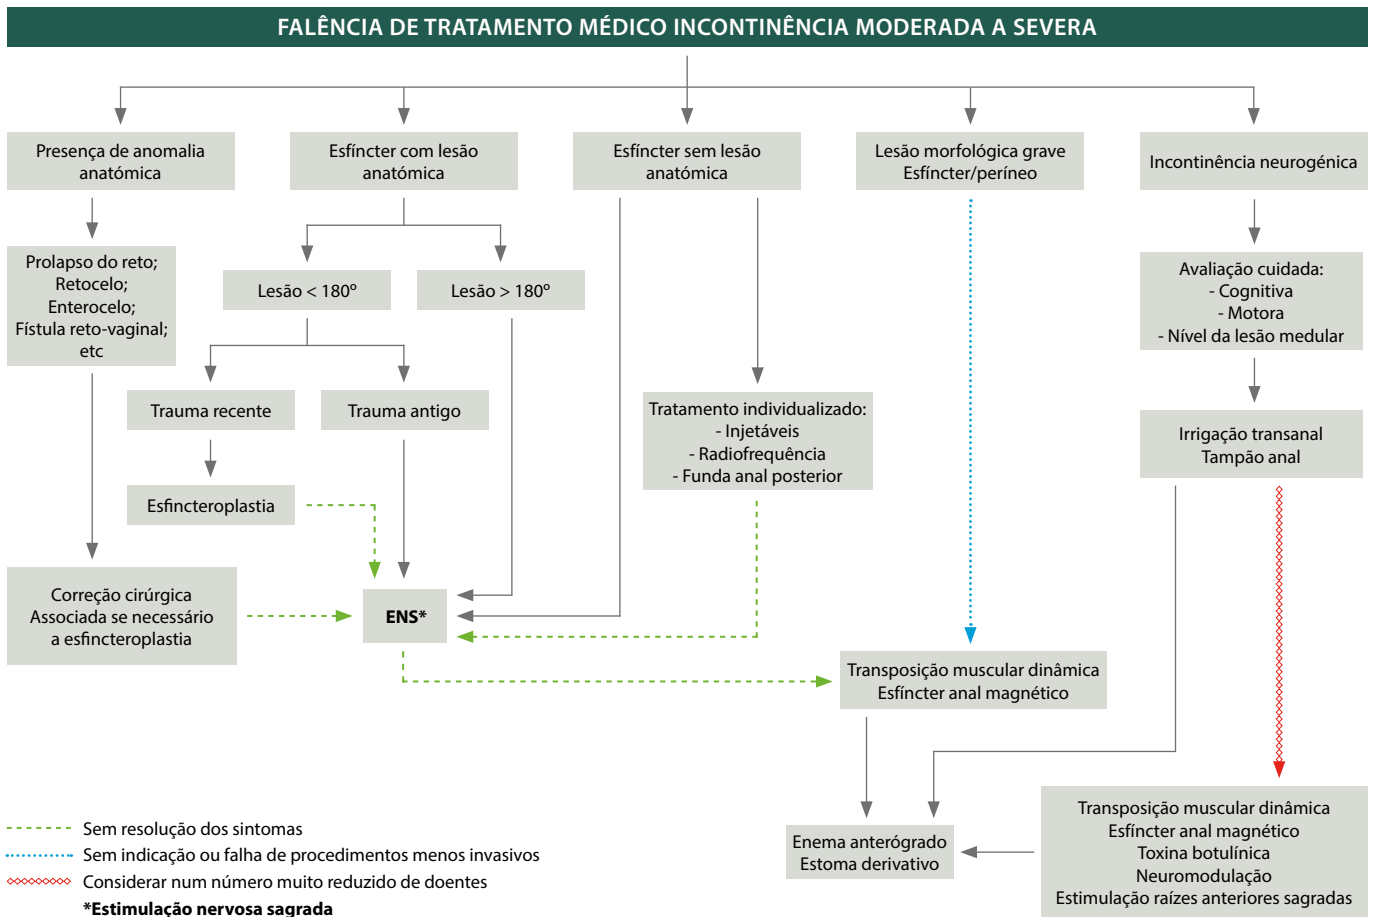 FALÊNCIA DE TRATAMENTO MÉDICO INCONTINÊNCIA MODERADA A SEVERA
Presença de anomalia
anatómica
Esfíncter com lesão
anatómica
Esfíncter sem lesão
anatómica
Lesão morfológica grave
Esfíncter/períneo
Incontinência neurogénica
Prolapso do reto;
Retocelo;
Enterocelo;
Fístula reto-vaginal;
etc
Lesão < 180º
Lesão > 180º
Avaliação cuidada:
- Cognitiva
- Motora
- Nível da lesão medular
Trauma recente
Trauma antigo
Tratamento individualizado:
- Injetáveis
- Radiofrequência
- Funda anal posterior
Irrigação transanal
Tampão anal
Esfincteroplastia
Correção cirúrgica
Associada se necessário
a esfincteroplastia
ENS*
Transposição muscular dinâmica
Esfíncter anal magnético
Enema anterógrado
Estoma derivativo
Transposição muscular dinâmica
Esfíncter anal magnético
Toxina botulínica
Neuromodulação
Estimulação raízes anteriores sagradas
Sem resolução dos sintomas
Sem indicação ou falha de procedimentos menos invasivos
Considerar num número muito reduzido de doentes
*Estimulação nervosa sagrada